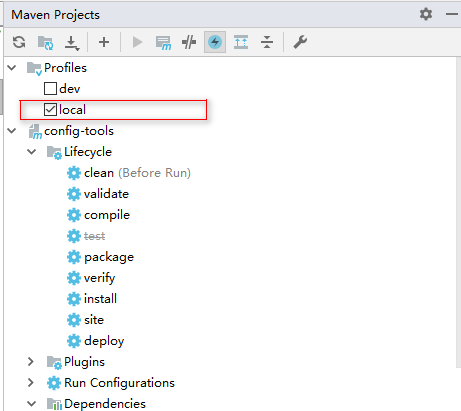 Maven Projects
Profiles
dev
local
config-tools
Lifecycle
clean (Before Run)
validate
compile
test
package
verify
install
site
deploy
Plugins
Run Configurations
Dependencies